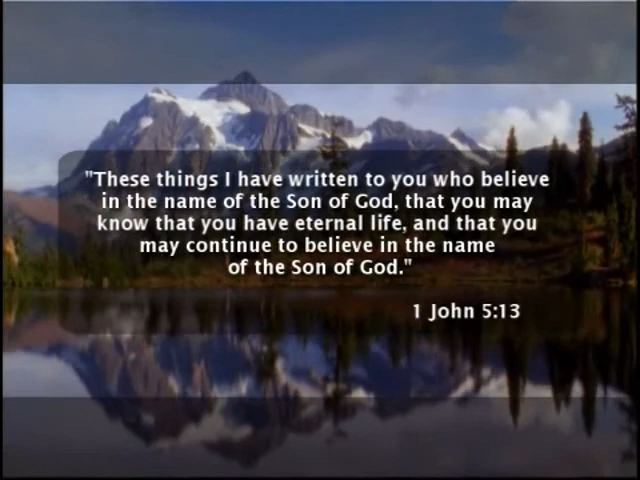 "These things I have written to you who believe
in the name of the Son of God, that you may
know that you have eternal life, and that you
may continue to believe in the name
of the Son of God."
1 John 5:13